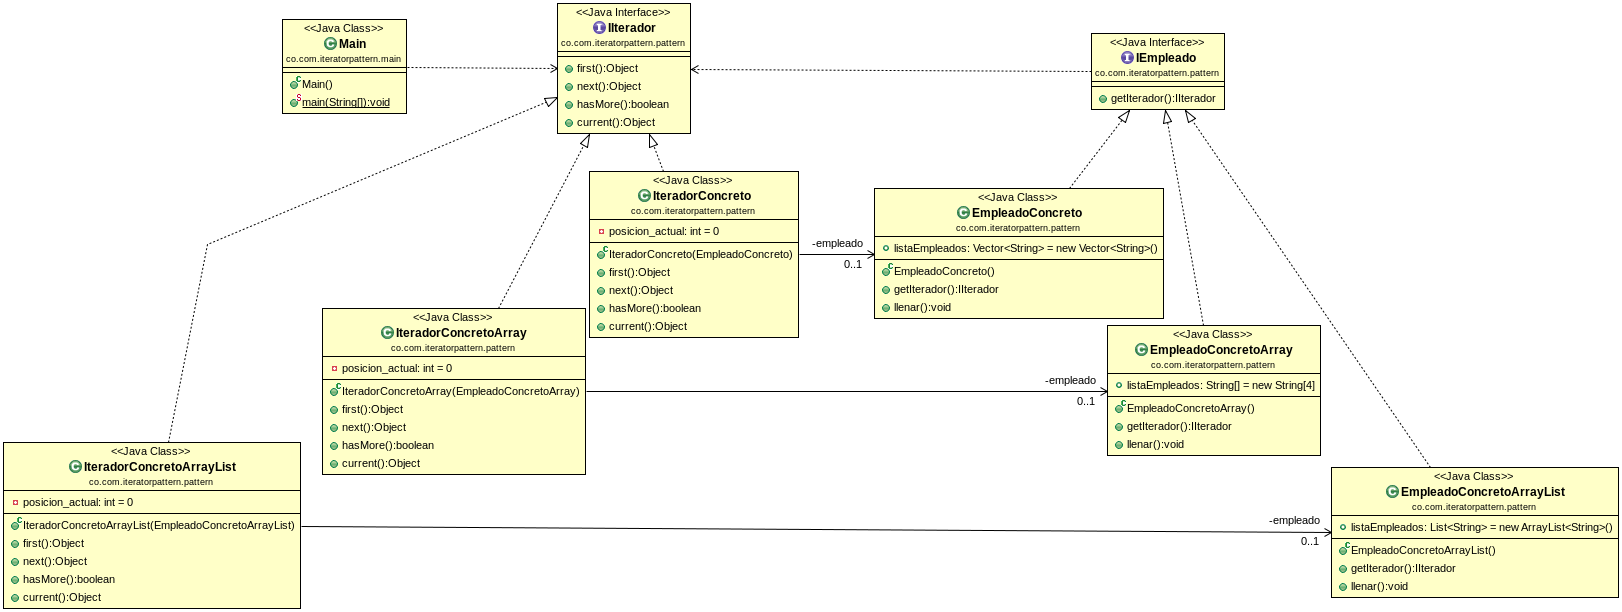 <<Java Class>>
Main
co.com.iteratorpattern.main
Main()
main(String[]):void
<<Java Interface>>
IIterador
co.com.iteratorpattern.pattern
first():Object
next():Object
hasMore():boolean
current():Object
<<Java Interface>>
IEmpleado
co.com.iteratorpattern.pattern
getIterador():IIterador
<<Java Class>>
IteradorConcreto
co.com.iteratorpattern.pattern
posicion_actual: int = 0
IteradorConcreto(EmpleadoConcreto)
first():Object
next():Object
hasMore():boolean
current():Object
-empleado
0..1
<<Java Class>>
EmpleadoConcreto
co.com.iteratorpattern.pattern
listaEmpleados: Vector<String> = new Vector<String>()
EmpleadoConcreto()
getIterador():IIterador
llenar():void
<<Java Class>>
IteradorConcretoArray
co.com.iteratorpattern.pattern
posicion_actual: int = 0
IteradorConcretoArray(EmpleadoConcretoArray)
first():Object
next():Object
hasMore():boolean
current():Object
-empleado
0..1
<<Java Class>>
EmpleadoConcretoArray
co.com.iteratorpattern.pattern
listaEmpleados: String[] = new String[4]
EmpleadoConcretoArray()
getIterador():IIterador
llenar():void
<<Java Class>>
IteradorConcretoArrayList
co.com.iteratorpattern.pattern
posicion_actual: int = 0
IteradorConcretoArrayList(EmpleadoConcretoArrayList)
first():Object
next():Object
hasMore():boolean
current():Object
-empleado
0..1
<<Java Class>>
EmpleadoConcretoArrayList
co.com.iteratorpattern.pattern
listaEmpleados: List<String> = new ArrayList<String>()
EmpleadoConcretoArrayList()
getIterador():IIterador
llenar():void